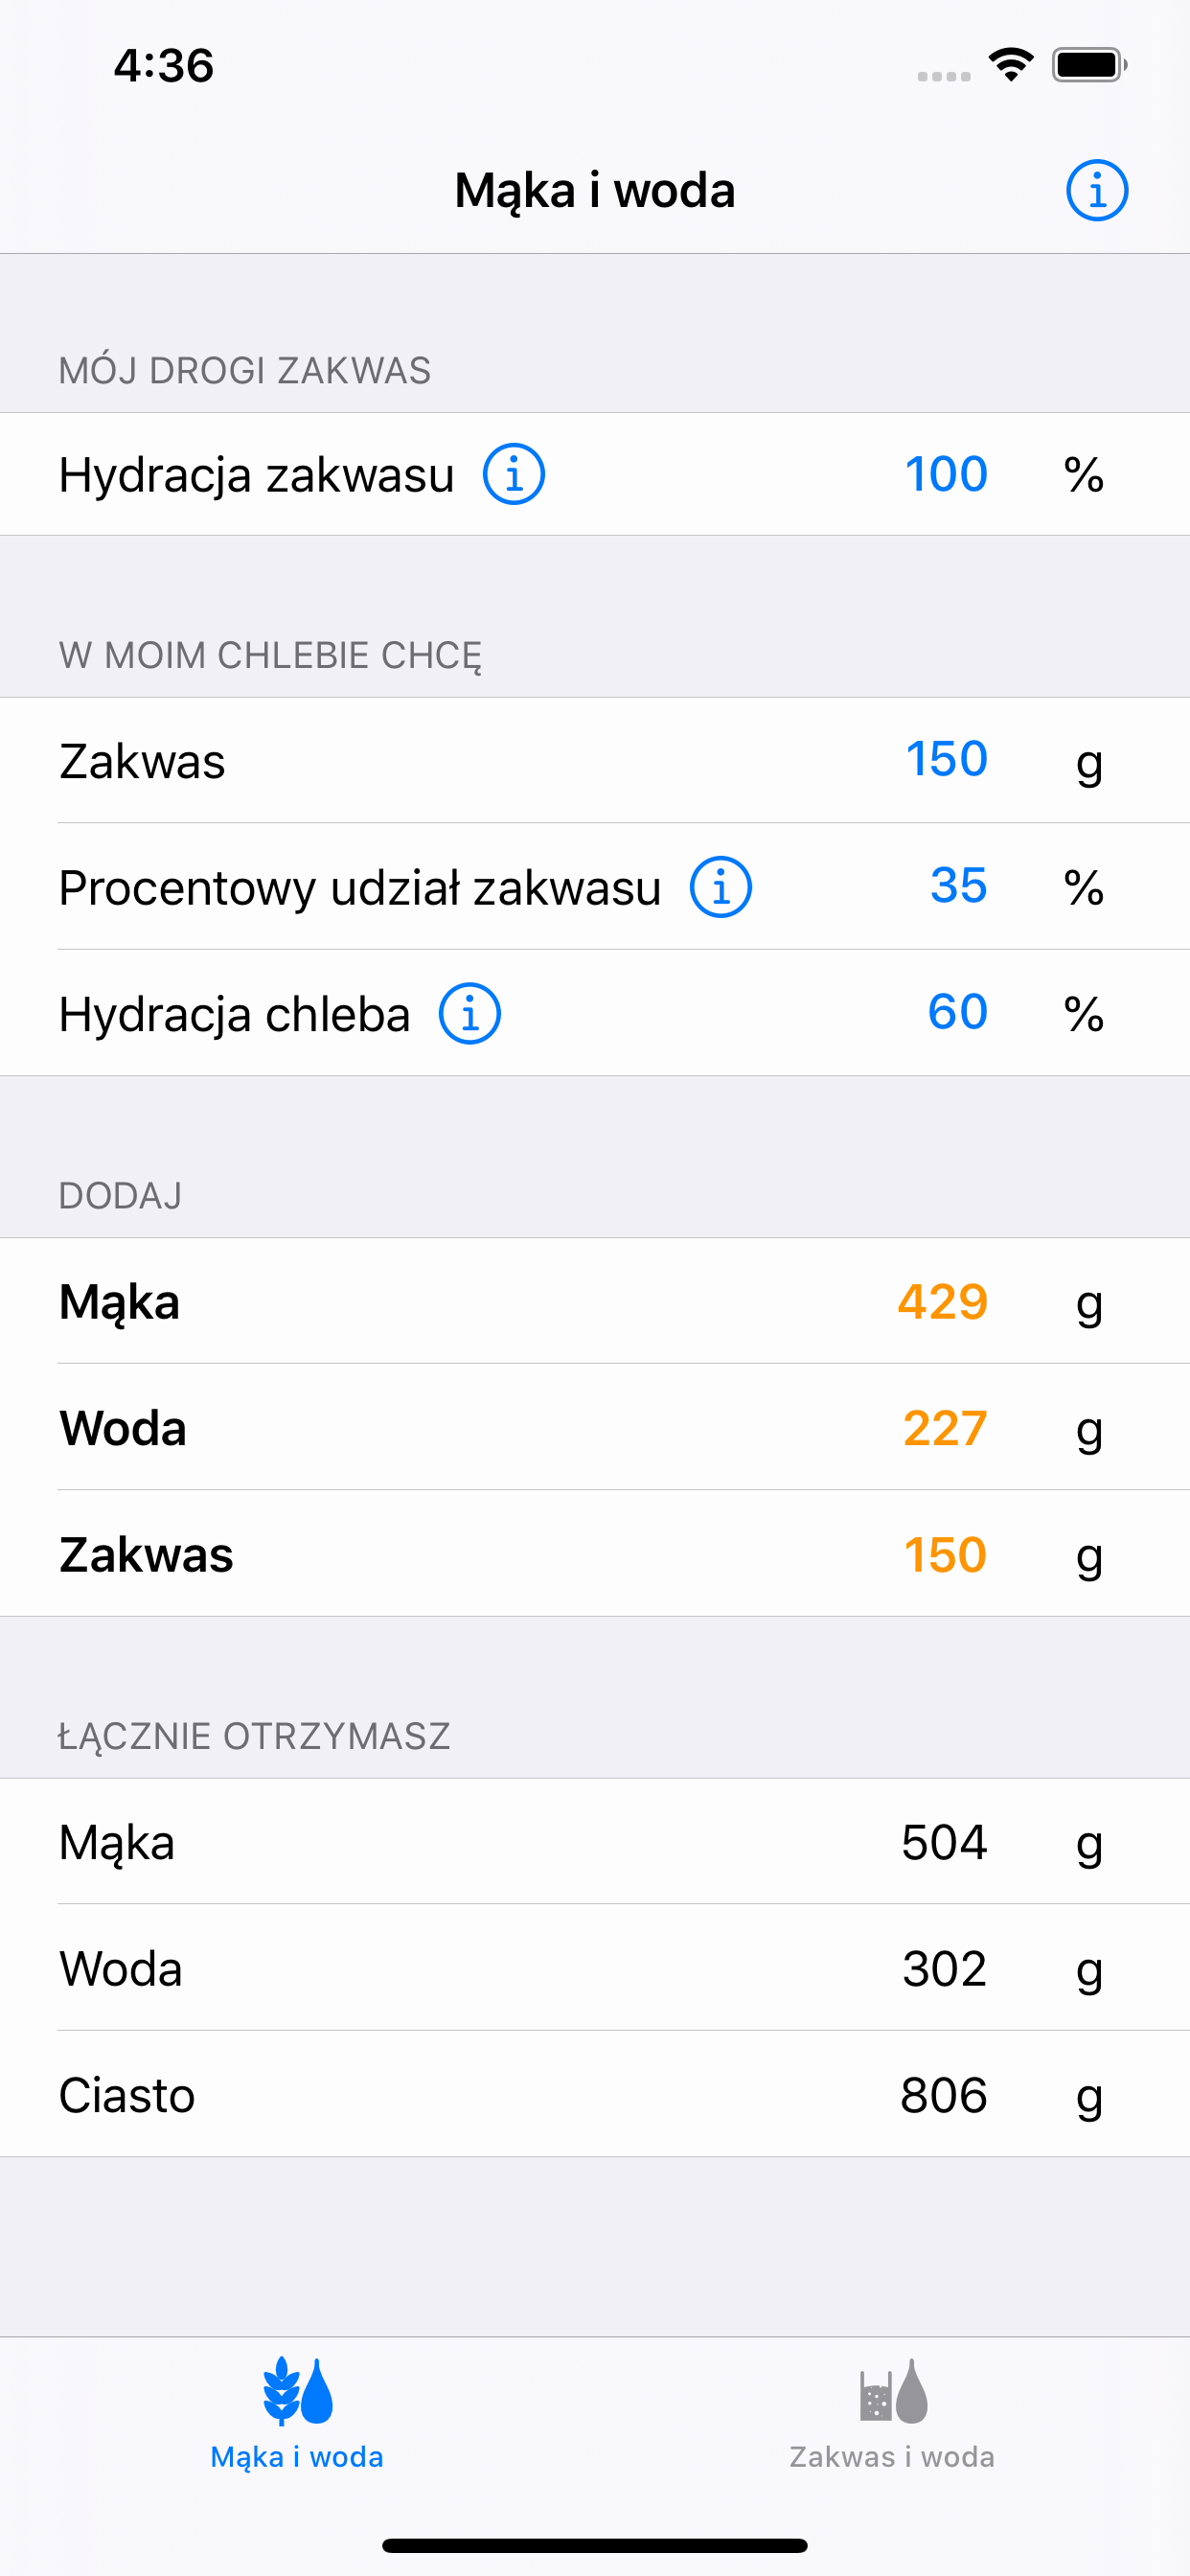 4:36
Mąka i woda
MÓJ DROGI ZAKWAS
Hydracja zakwasu 100 %
W MOIM CHLEBIE CHCĘ
Zakwas 150 g
Procentowy udział zakwasu 35 %
Hydracja chleba 60 %
DODAJ
Mąka 429 g
Woda 227 g
Zakwas 150 g
ŁĄCZNIE OTRZYMASZ
Mąka 504 g
Woda 302 g
Ciasto 806 g
Mąka i woda Zakwas i woda